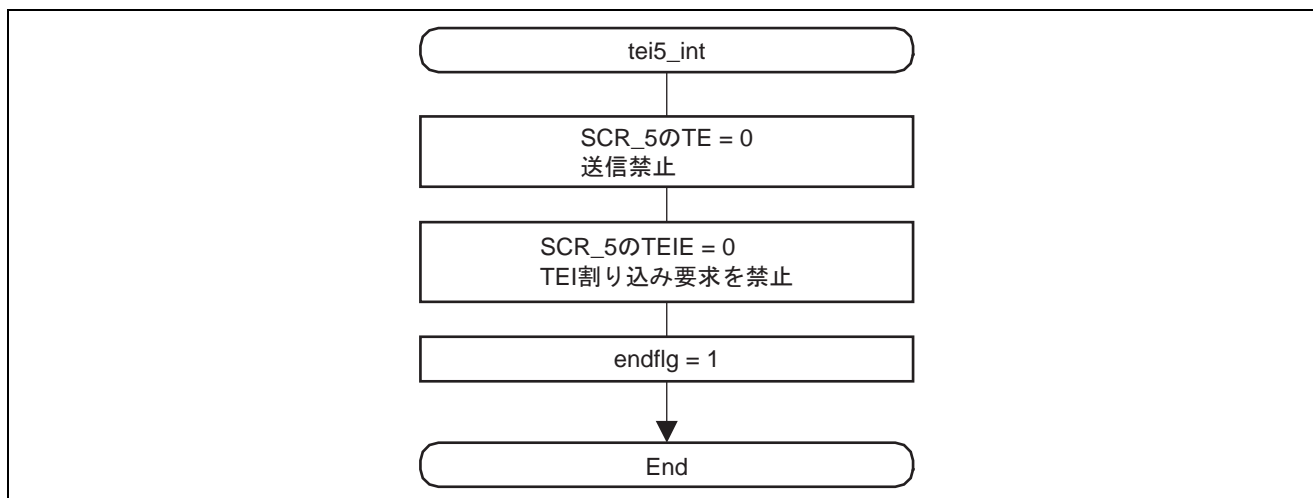 tei5_int
SCR_5のTE = 0
送信禁止
SCR_5のTEIE = 0
TEI割り込み要求を禁止
endflg = 1
End